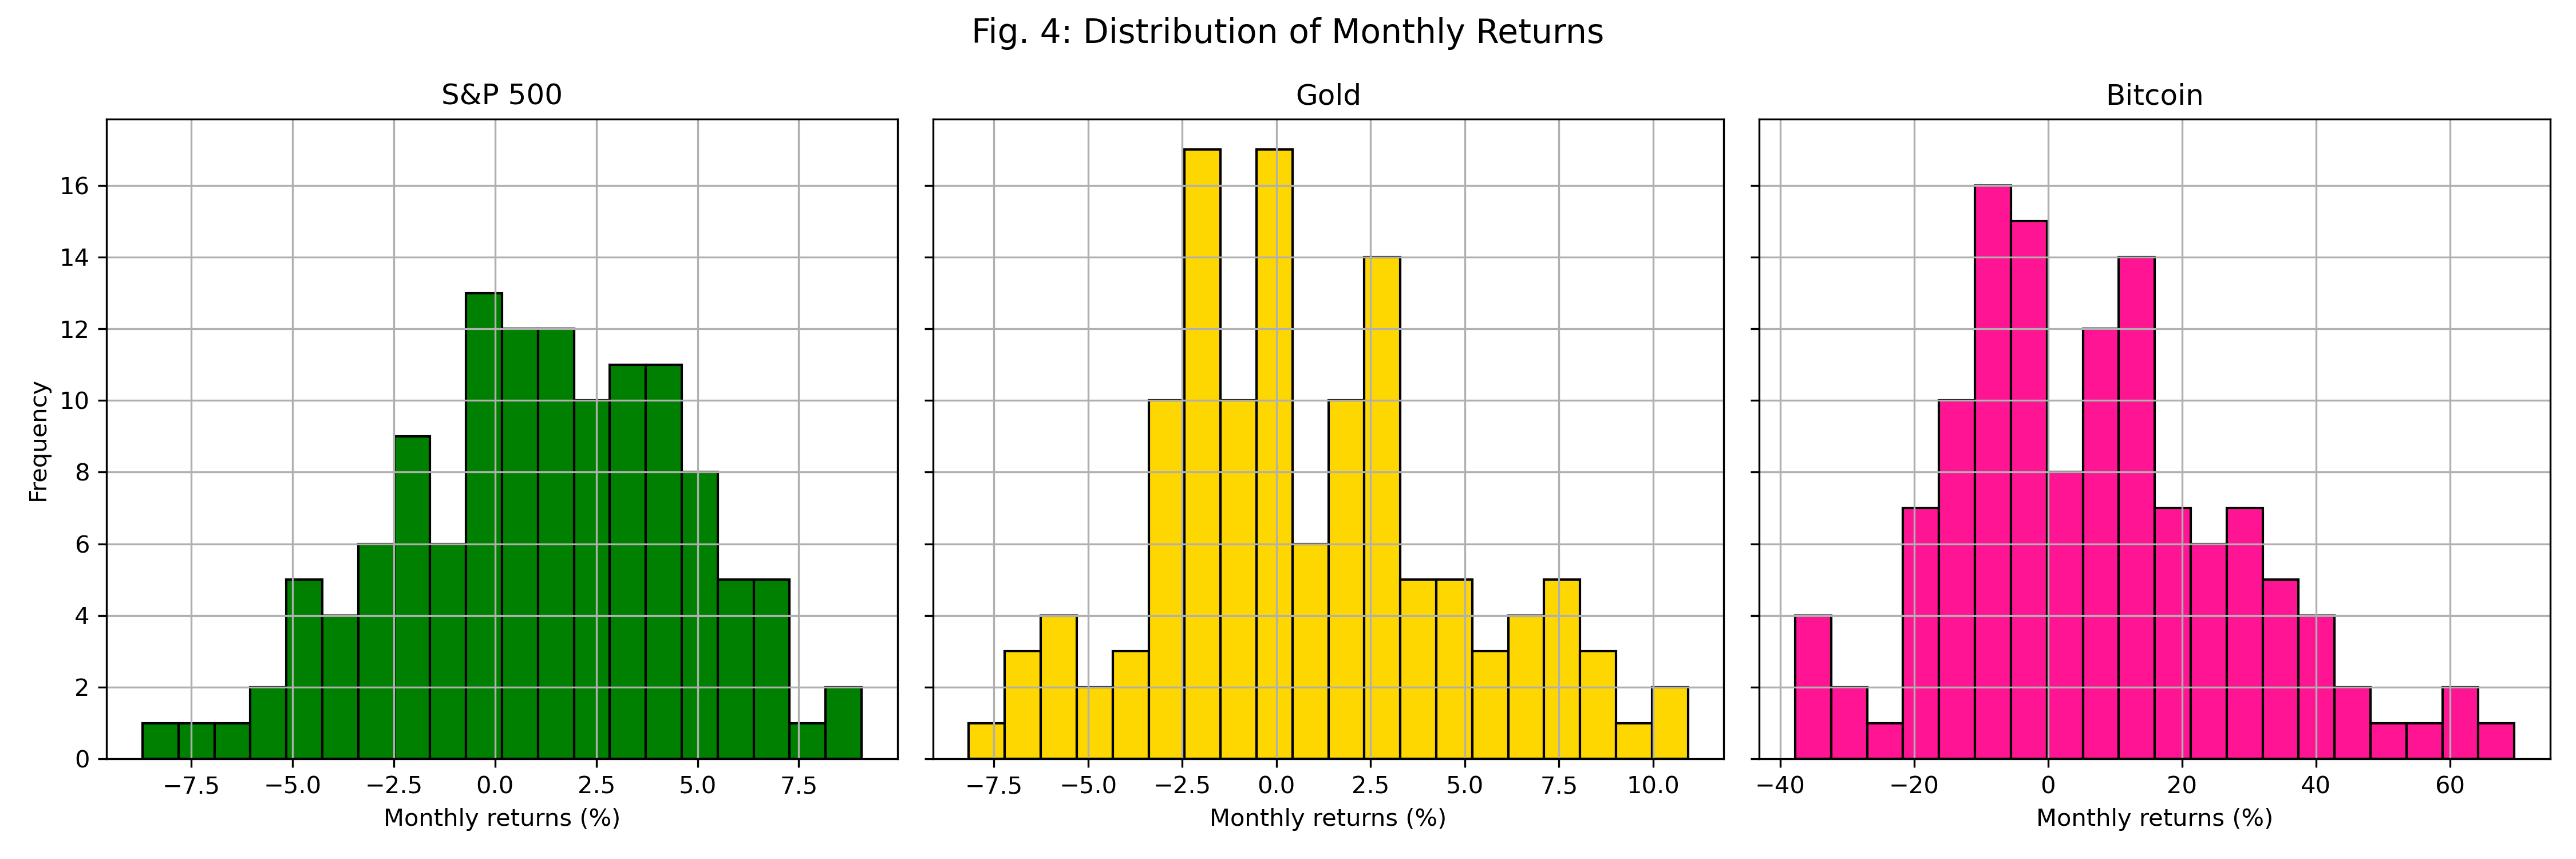 Fig. 4: Distribution of Monthly Returns
S&P 500
Gold
Bitcoin
Frequency
16
14
12
10
8
6
4
2
0
−7.5 −5.0 −2.5 0.0 2.5 5.0 7.5
−7.5 −5.0 −2.5 0.0 2.5 5.0 7.5 10.0
−40 −20 0 20 40 60
Monthly returns (%)
Monthly returns (%)
Monthly returns (%)